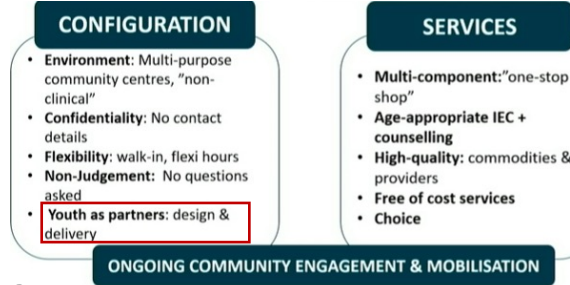 CONFIGURATION
• Environment: Multi-purpose
community centres, ”non-
clinical”
• Confidentiality: No contact
details
• Flexibility: walk-in, flexi hours
• Non-Judgement: No questions
asked
• Youth as partners: design &
delivery
SERVICES
• Multi-component:”one-stop
shop”
• Age-appropriate IEC +
counselling
• High-quality: commodities &
providers
• Free of cost services
• Choice
ONGOING COMMUNITY ENGAGEMENT & MOBILISATION